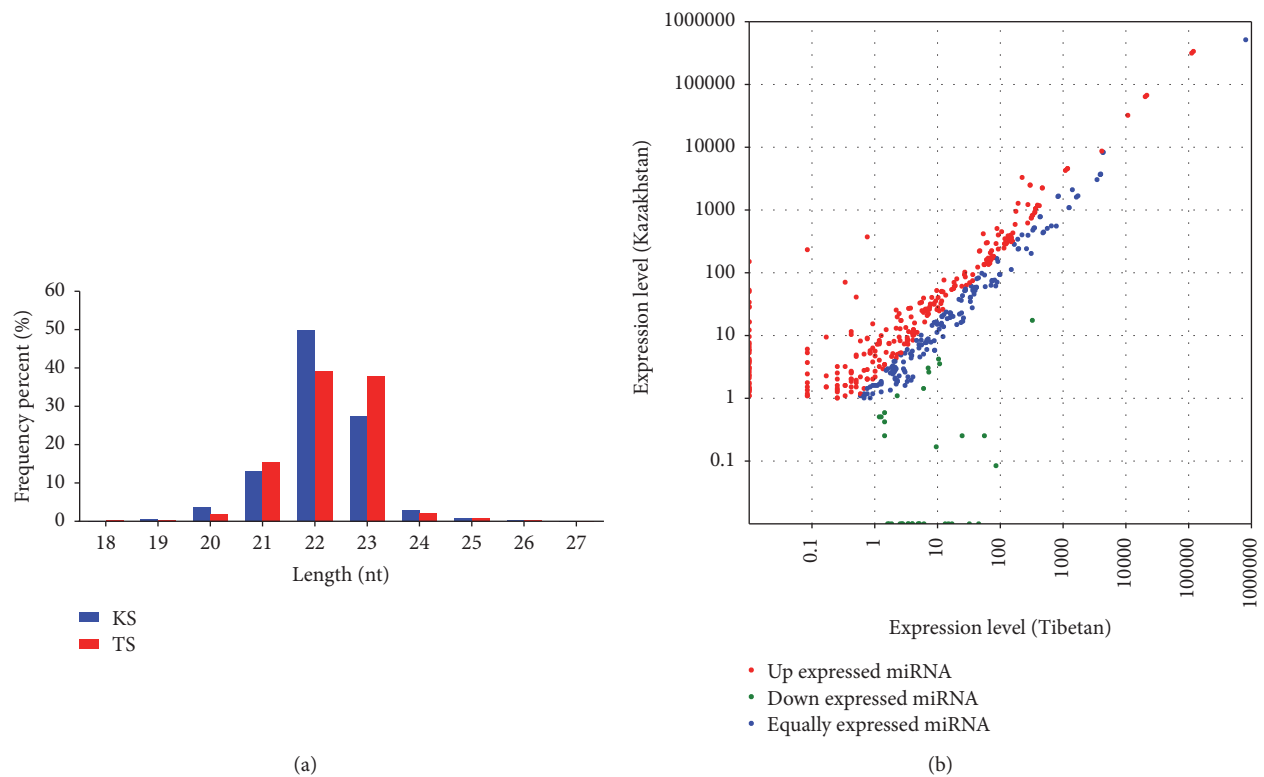 60
50
40
30
20
10
0
Frequency percent (%)
18 19 20 21 22 23 24 25 26 27
Length (nt)
KS
TS
(a)
1000000
100000
10000
1000
100
10
1
0.1
Expression level (Kazakhstan)
0.1 1 10 100 1000 10000 100000 1000000
Expression level (Tibetan)
Up expressed miRNA
Down expressed miRNA
Equally expressed miRNA
(b)